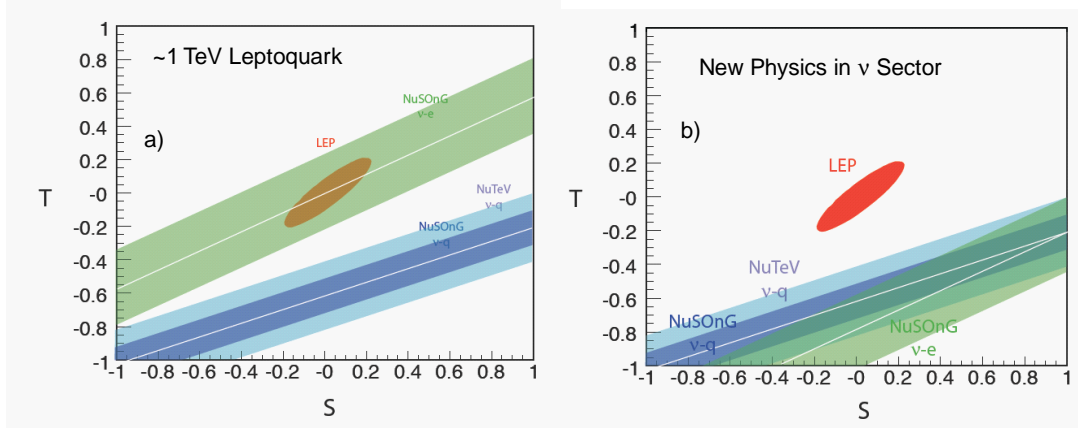 ~1 TeV Leptoquark
a)
NuSOnG
ν-e
LEP
NuTeV
ν-q
NuSOnG
ν-q
T
1
0.8
0.6
0.4
0.2
-0
-0.2
-0.4
-0.6
-0.8
-1
-1 -0.8 -0.6 -0.4 -0.2 -0 0.2 0.4 0.6 0.8 1
S
New Physics in ν Sector
b)
LEP
NuTeV
ν-q
NuSOnG
ν-q
NuSOnG
ν-e
T
1
0.8
0.6
0.4
0.2
-0
-0.2
-0.4
-0.6
-0.8
-1
-1 -0.8 -0.6 -0.4 -0.2 -0 0.2 0.4 0.6 0.8 1
S